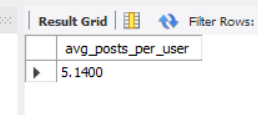 Result Grid Filter Rows:
avg_posts_per_user
5.1400